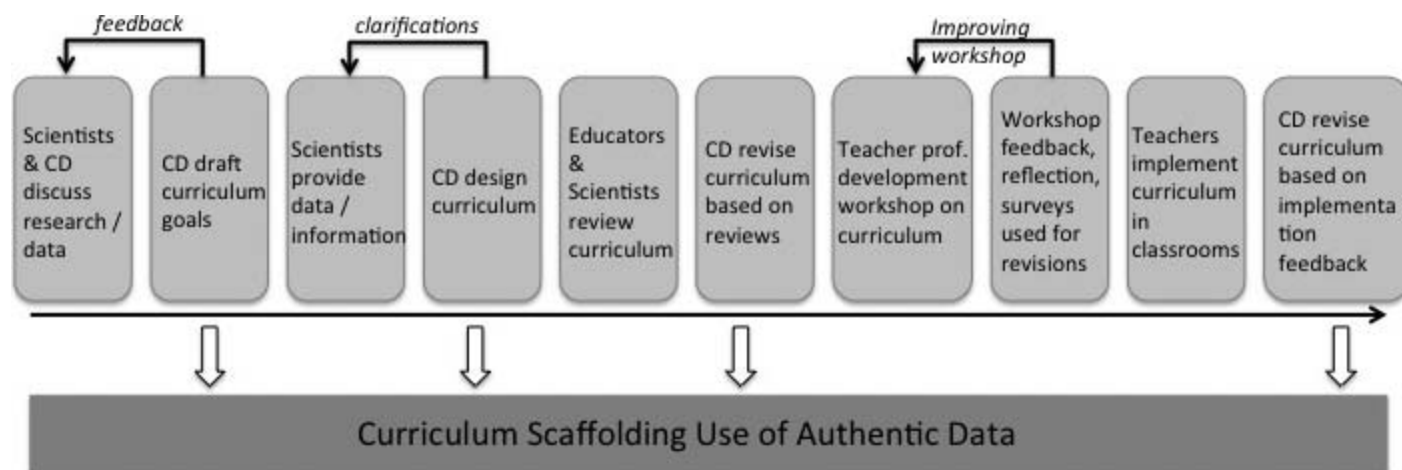 feedback
clarifications
Improving
workshop
Scientists
& CD
discuss
research /
data
CD draft
curriculum
goals
Scientists
provide
data /
information
CD design
curriculum
Educators
&
Scientists
review
curriculum
CD revise
curriculum
based on
reviews
Teacher prof.
development
workshop on
curriculum
Workshop
feedback,
reflection,
surveys
used for
revisions
Teachers
implement
curriculum
in
classrooms
CD revise
curriculum
based on
implementa
tion
feedback
Curriculum Scaffolding Use of Authentic Data